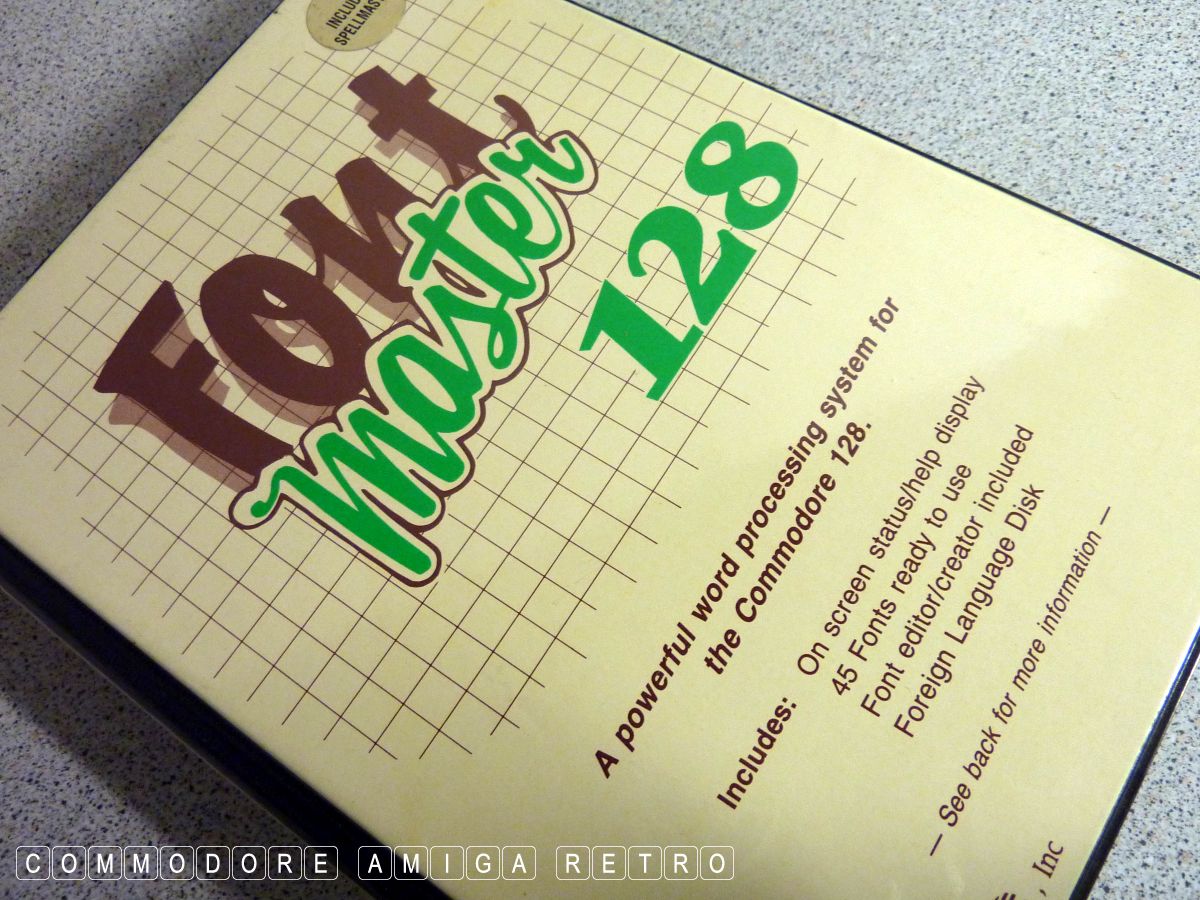 INCLUD
SPELLMAS
Font
master
128
A powerful word processing system for
the Commodore 128.
Includes: On screen status/help display
45 Fonts ready to use
Font editor/creator included
Foreign Language Disk
— See back for more information —
, Inc
COMMODORE AMIGA RETRO